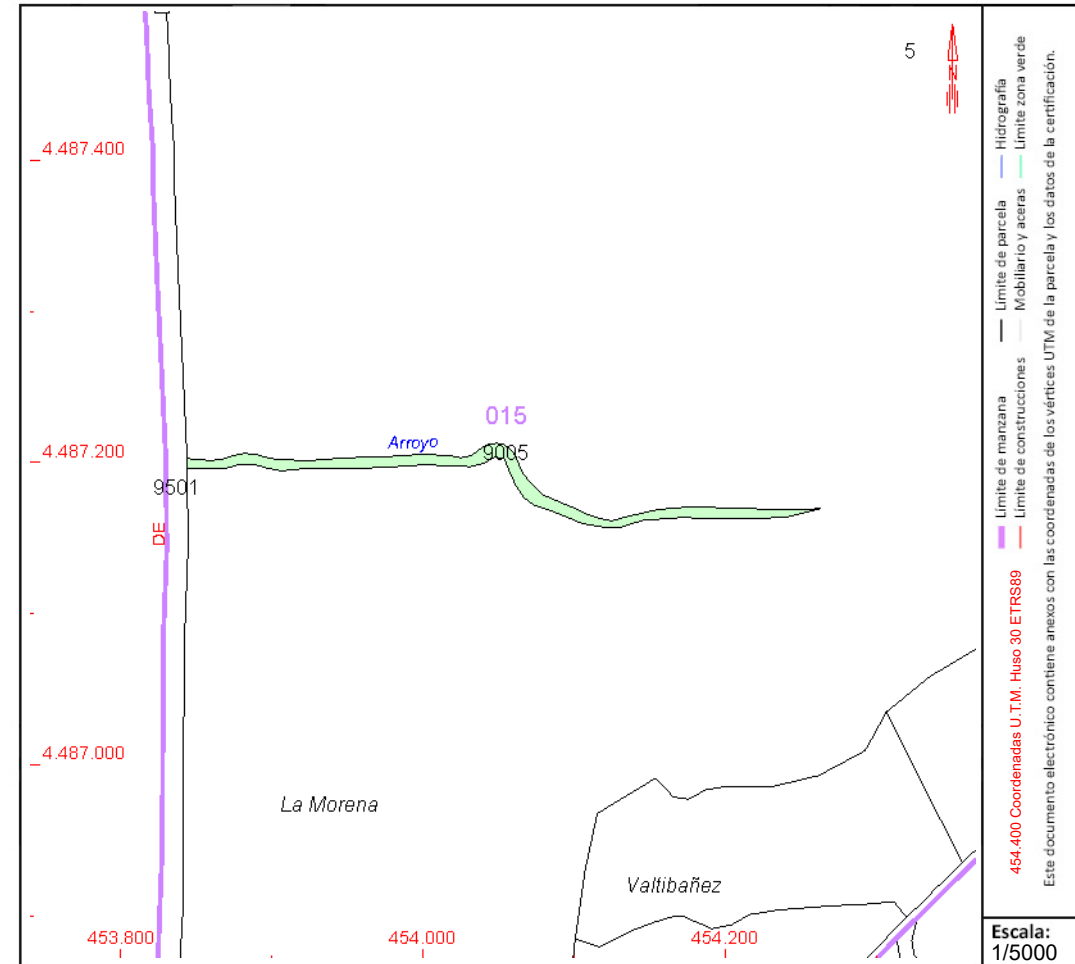 5
N
4.487.400
015
Arroyo
4.487.200
9005
9501
DE
4.487.000
La Morena
Valtibañez
453.800
454.000
454.200
Límite de manzana
Límite de parcela
Hidrografía
454.400 Coordenadas U.T.M. Huso 30 ETRS89
Límite de construcciones
Mobiliario y aceras
Límite zona verde
Este documento electrónico contiene anexos con las coordenadas de los vértices UTM de la parcela y los datos de la certificación.
Escala:
1/5000